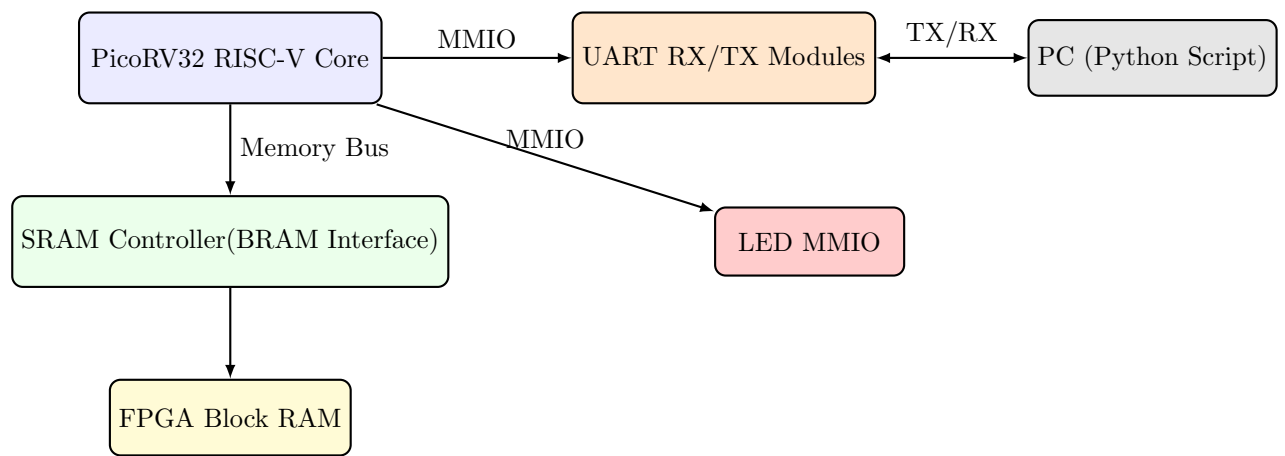 PicoRV32 RISC-V Core
MMIO
UART RX/TX Modules
TX/RX
PC (Python Script)
Memory Bus
MMIO
SRAM Controller(BRAM Interface)
LED MMIO
FPGA Block RAM